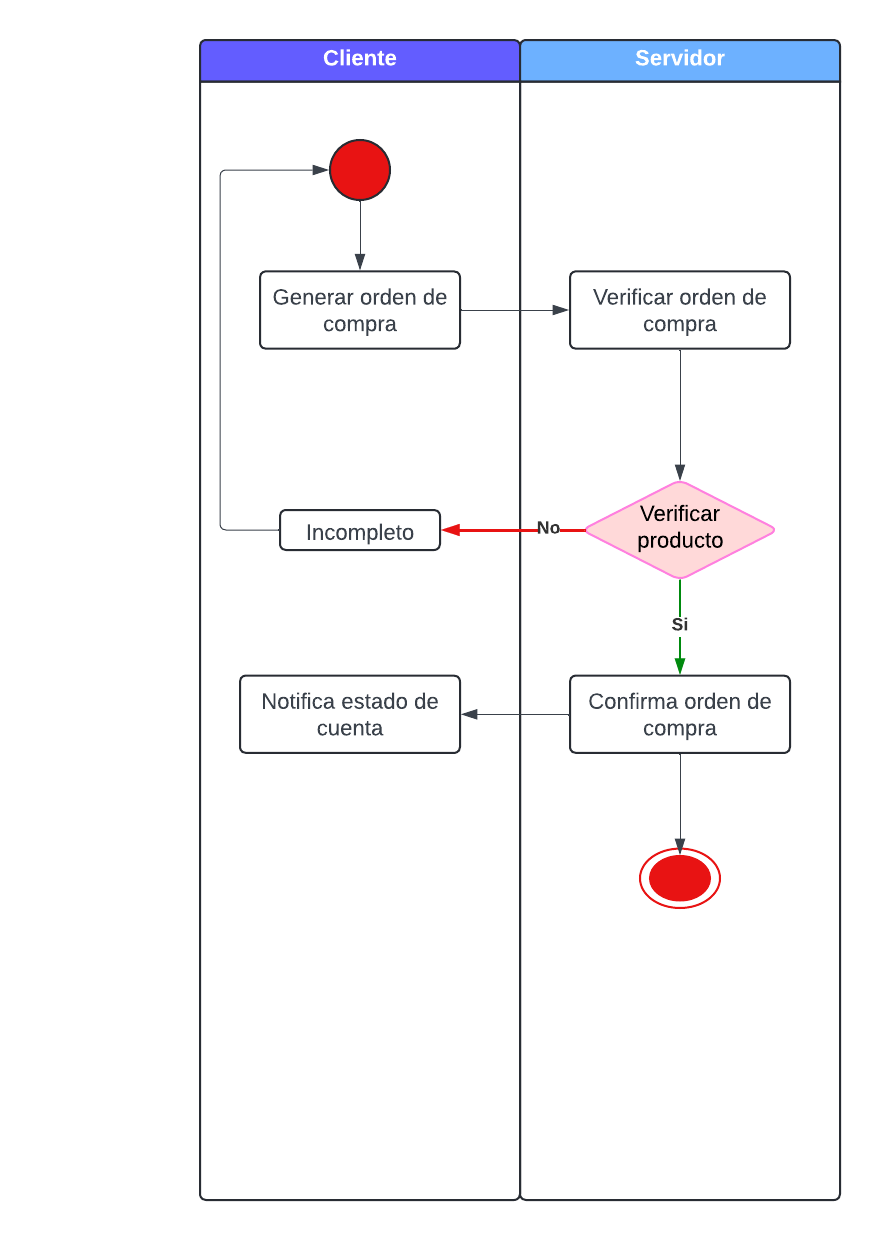 Cliente
Servidor
Generar orden de
compra
Verificar orden de
compra
Verificar
producto
No
Incompleto
Si
Notifica estado de
cuenta
Confirma orden de
compra